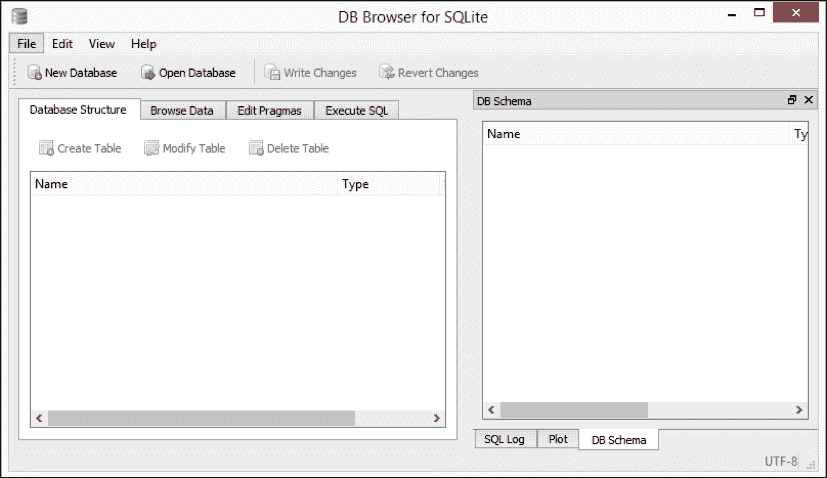 DB Browser for SQLite
File Edit View Help
New Database Open Database Write Changes Revert Changes
Database Structure Browse Data Edit Pragmas Execute SQL
Create Table Modify Table Delete Table
Name Type
DB Schema
Name Ty
SQL Log Plot DB Schema
UTF-8